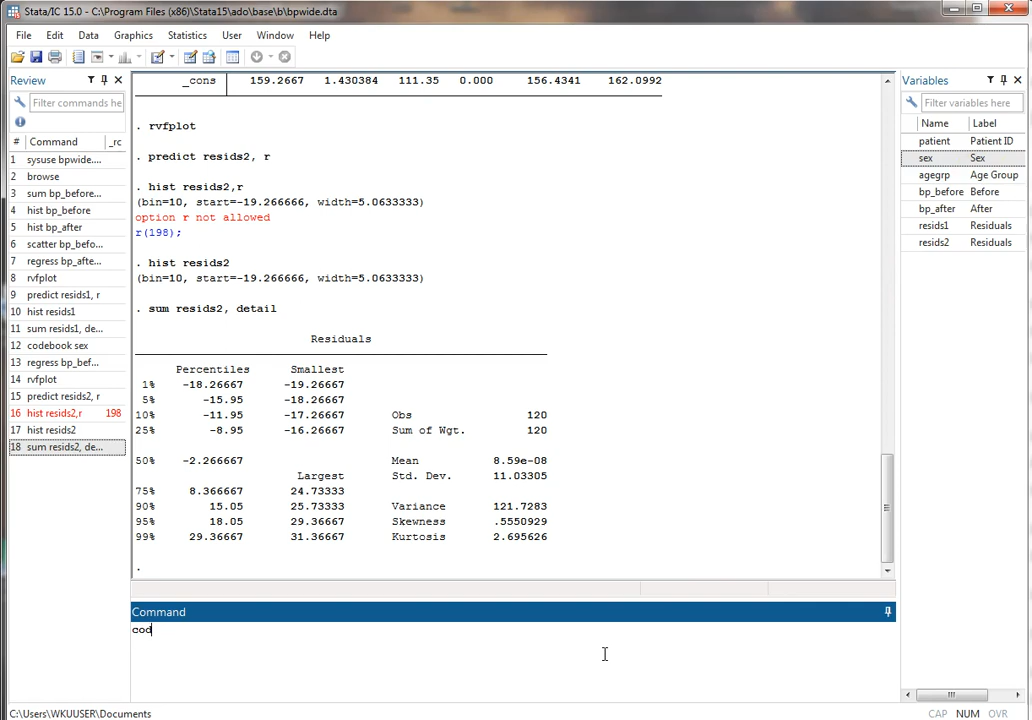 Stata/IC 15.0 - C:\Program Files (x86)\Stata15\ado\base\b\bpwide.dta
File Edit Data Graphics Statistics User Window Help
Review
Filter commands he
# Command _rc
1 sysuse bpwide....
2 browse
3 sum bp_before...
4 hist bp_before
5 hist bp_after
6 scatter bp_befo...
7 regress bp_afte...
8 rvfplot
9 predict resids1, r
10 hist resids1
11 sum resids1, de...
12 codebook sex
13 regress bp_bef...
14 rvfplot
15 predict resids2, r
16 hist resids2,r 198
17 hist resids2
18 sum resids2, de...
_cons 159.2667 1.430384 111.35 0.000 156.4341 162.0992
. rvfplot
. predict resids2, r
. hist resids2,r
(bin=10, start=-19.266666, width=5.0633333)
option r not allowed
r(198);
. hist resids2
(bin=10, start=-19.266666, width=5.0633333)
. sum resids2, detail
Residuals
Percentiles Smallest
1% -18.26667 -19.26667
5% -15.95 -18.26667
10% -11.95 -17.26667 Obs 120
25% -8.95 -16.26667 Sum of Wgt. 120
50% -2.266667 Mean 8.59e-08
Largest Std. Dev. 11.03305
75% 8.366667 24.73333
90% 15.05 25.73333 Variance 121.7283
95% 18.05 29.36667 Skewness .5550929
99% 29.36667 31.36667 Kurtosis 2.695626
.
Command
cod
Variables
Filter variables here
Name Label
patient Patient ID
sex Sex
agegrp Age Group
bp_before Before
bp_after After
resids1 Residuals
resids2 Residuals
C:\Users\WKUUSER\Documents
CAP NUM OVR